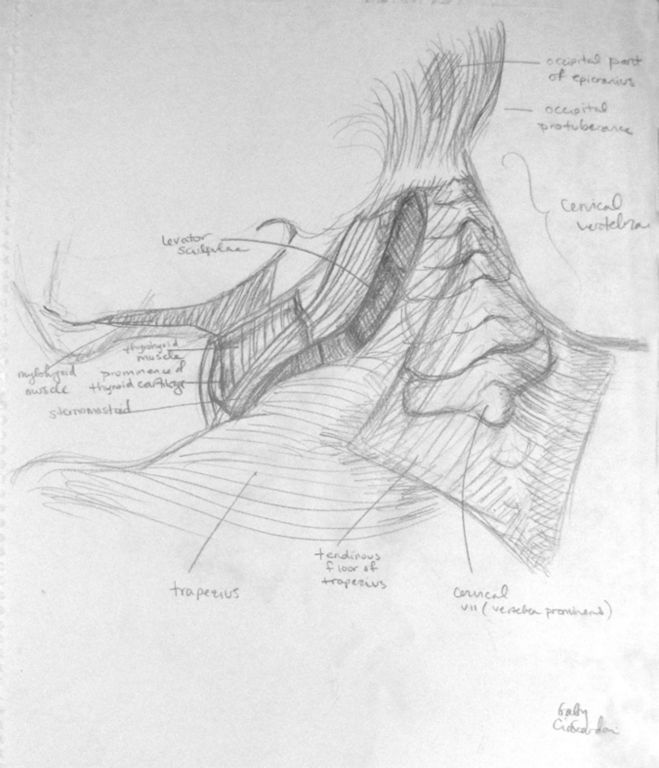 occipital part
of epicranius
occipital
protuberance
Cervical
vertebra
levator
scapulae
thyrohyoid
muscle
mylohyoid
muscle
prominence of
thyroid cartilage
sternomastoid
trapezius
tendinous
floor of
trapezius
Cervical
VII (vertebra prominens)
Gaby